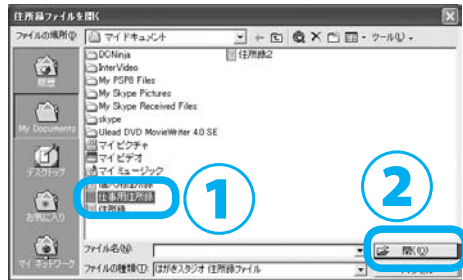 住所録ファイルを開く
ファイルの場所(I):
マイ ドキュメント
ツール(L)
履歴
My Documents
デスクトップ
お気に入り
マイ ネットワーク
DCNinja
InterVideo
My PSP8 Files
My Skype Pictures
My Skype Received Files
skype
Ulead DVD MovieWriter 4.0 SE
マイ ピクチャ
マイ ビデオ
マイ ミュージック
個人用住所録
仕事用住所録
住所録
住所録2
1
2
ファイル名(N):
開く(O)
ファイルの種類(T):
はがきスタジオ 住所録ファイル